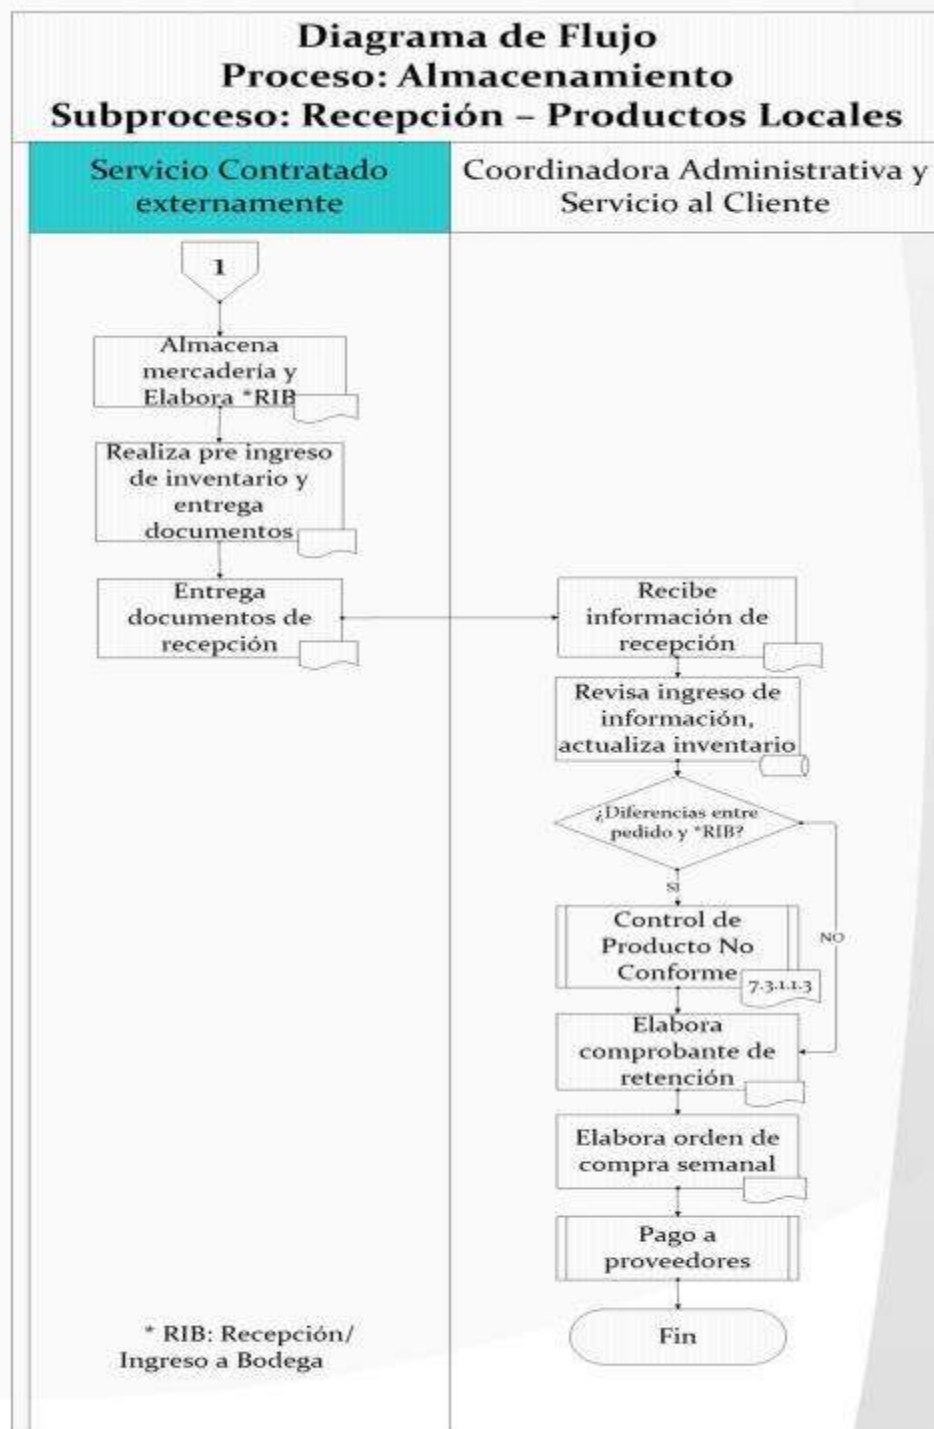 Diagrama de Flujo
Proceso: Almacenamiento
Subproceso: Recepción – Productos Locales
Servicio Contratado
externamente
Coordinadora Administrativa y
Servicio al Cliente
1
Almacena
mercadería y
Elabora *RIB
Realiza pre ingreso
de inventario y
entrega
documentos
Entrega
documentos de
recepción
Recibe
información de
recepción
Revisa ingreso de
información,
actualiza inventario
¿Diferencias entre
pedido y *RIB?
SI
NO
Control de
Producto No
Conforme
7.3.1.1.3
Elabora
comprobante de
retención
Elabora orden de
compra semanal
Pago a
proveedores
Fin
* RIB: Recepción/
Ingreso a Bodega